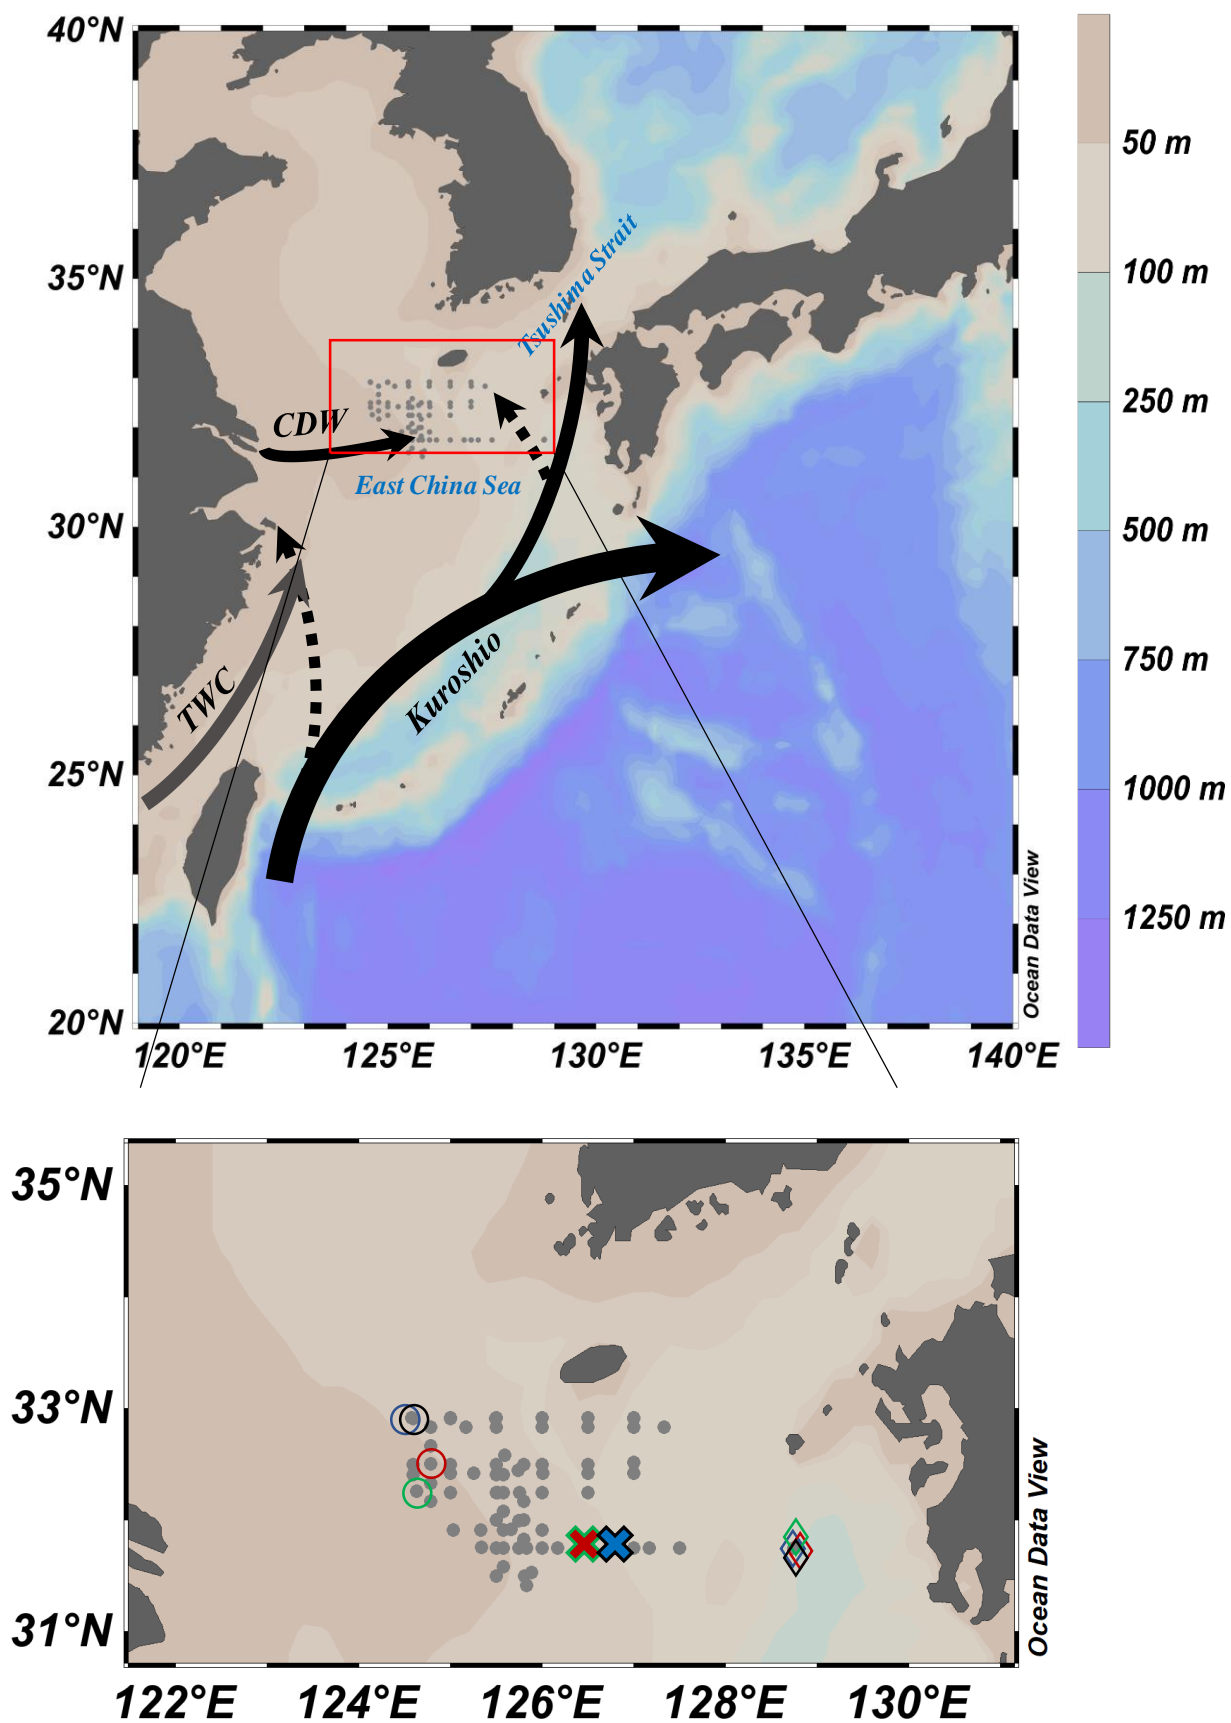 40°N
35°N
30°N
25°N
20°N
120°E
125°E
130°E
135°E
140°E
Tsushima Strait
CDW
East China Sea
TWC
Kuroshio
Ocean Data View
50 m
100 m
250 m
500 m
750 m
1000 m
1250 m
35°N
33°N
31°N
122°E
124°E
126°E
128°E
130°E
Ocean Data View